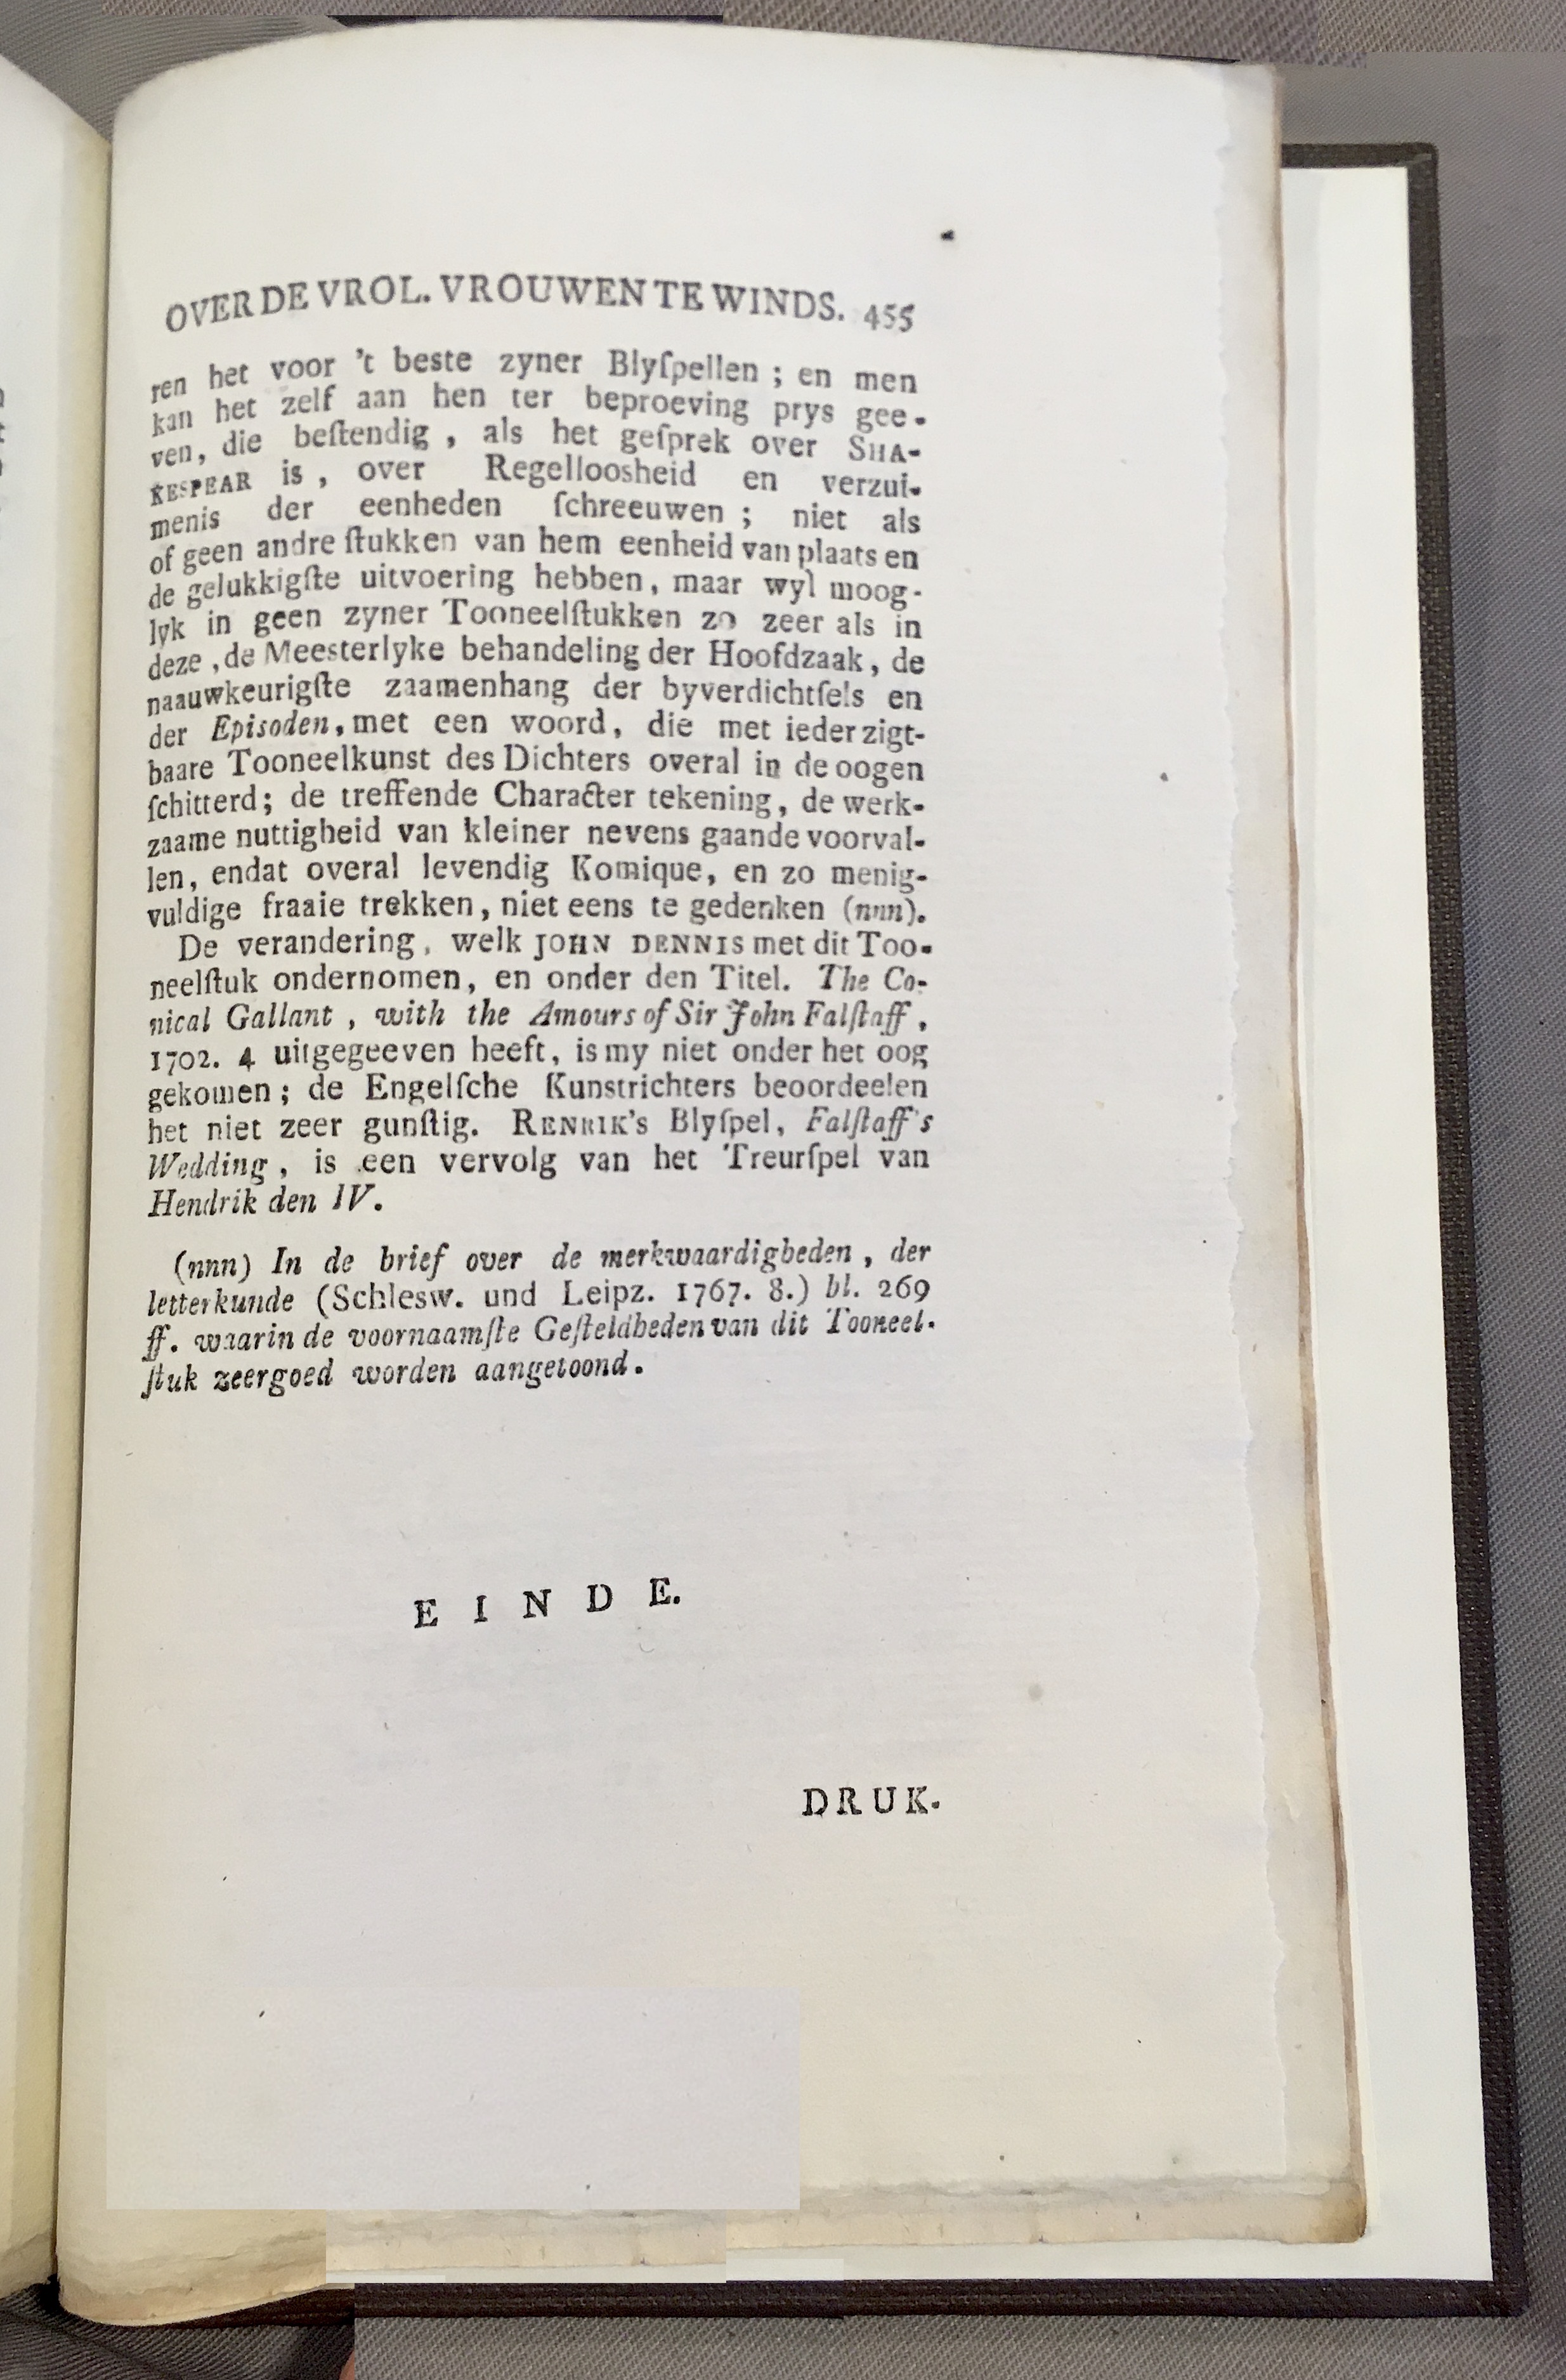 OVER DE VROL. VROUWEN TE WINDS. 455
ren het voor 't beste zyner Blyſpellen ; en men
kan het zelf aan hen ter beproeving prys gee-
ven, die beſtendig , als het geſprek over SHA-
KESPEAR is , over Regelloosheid en verzui-
menis der eenheden ſchreeuwen ; niet als
of geen andre ſtukken van hem eenheid van plaats en
de gelukkigſte uitvoering hebben, maar wyl moog-
lyk in geen zyner Tooneelſtukken zo zeer als in
deze , de Meesterlyke behandeling der Hoofdzaak, de
naauwkeurigſte zaamenhang der byverdichtſels en
der Episoden, met een woord, die met ieder zigt-
baare Tooneelkunst des Dichters overal in de oogen
ſchitterd; de treffende Character tekening, de werk-
zaame nuttigheid van kleiner nevens gaande voorval-
len, endat overal levendig Komique, en zo menig-
vuldige fraaie trekken, niet eens te gedenken (nnn).
De verandering, welk JOHN DENNIS met dit Too-
neelſtuk ondernomen, en onder den Titel. The Co-
nical Gallant , with the Amours of Sir John Falſtaff,
1702. 4 uitgegeeven heeft, is my niet onder het oog
gekomen; de Engelſche Kunstrichters beoordeelen
het niet zeer gunſtig. RENRIK's Blyſpel, Falſtaff's
Wedding, is een vervolg van het Treurſpel van
Hendrik den IV.
(nnn) In de brief over de merkwaardigheden , der
letterkunde (Schlesw. und Leipz. 1767. 8.) bl. 269
ff. waarin de voornaamſte Geſteldheden van dit Tooneel-
ſtuk zeergoed worden aangetoond.
EINDE.
DRUK.